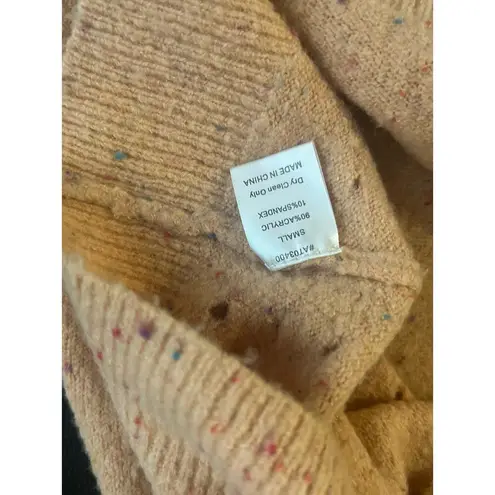 #AT03400
SMALL
90%ACRYLIC
10%SPANDEX
Dry Clean Only
MADE IN CHINA